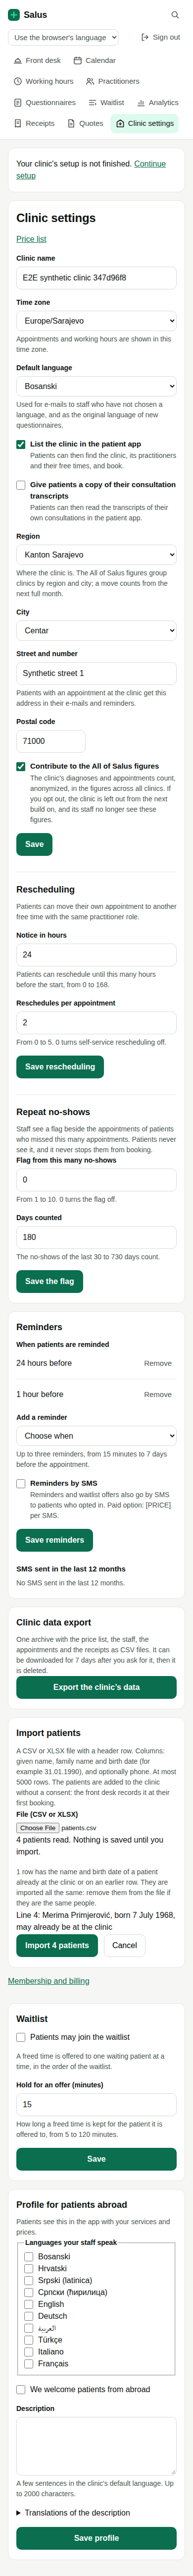 Salus
Use the browser's language
Sign out
Front desk
Calendar
Working hours
Practitioners
Questionnaires
Waitlist
Analytics
Receipts
Quotes
Clinic settings
Your clinic's setup is not finished. Continue
setup
Clinic settings
Price list
Clinic name
E2E synthetic clinic 347d96f8
Time zone
Europe/Sarajevo
Appointments and working hours are shown in this
time zone.
Default language
Bosanski
Used for e-mails to staff who have not chosen a
language, and as the original language of new
questionnaires.
List the clinic in the patient app
Patients can then find the clinic, its practitioners
and their free times, and book.
Give patients a copy of their consultation
transcripts
Patients can then read the transcripts of their
own consultations in the patient app.
Region
Kanton Sarajevo
Where the clinic is. The All of Salus figures group
clinics by region and city; a move counts from the
next full month.
City
Centar
Street and number
Synthetic street 1
Patients with an appointment at the clinic get this
address in their e-mails and reminders.
Postal code
71000
Contribute to the All of Salus figures
The clinic's diagnoses and appointments count,
anonymized, in the figures across all clinics. If
you opt out, the clinic is left out from the next
build on, and its staff no longer see these
figures.
Save
Rescheduling
Patients can move their own appointment to another
free time with the same practitioner role.
Notice in hours
24
Patients can reschedule until this many hours
before the start, from 0 to 168.
Reschedules per appointment
2
From 0 to 5. 0 turns self-service rescheduling off.
Save rescheduling
Repeat no-shows
Staff see a flag beside the appointments of patients
who missed this many appointments. Patients never
see it, and it never stops them from booking.
Flag from this many no-shows
0
From 1 to 10. 0 turns the flag off.
Days counted
180
The no-shows of the last 30 to 730 days count.
Save the flag
Reminders
When patients are reminded
24 hours before
Remove
1 hour before
Remove
Add a reminder
Choose when
Up to three reminders, from 15 minutes to 7 days
before the appointment.
Reminders by SMS
Reminders and waitlist offers also go by SMS
to patients who opted in. Paid option: [PRICE]
per SMS.
Save reminders
SMS sent in the last 12 months
No SMS sent in the last 12 months.
Clinic data export
One archive with the price list, the staff, the
appointments and the receipts as CSV files. It can
be downloaded for 7 days after you ask for it, then it
is deleted.
Export the clinic's data
Import patients
A CSV or XLSX file with a header row. Columns:
given name, family name and birth date (for
example 31.01.1990), and optionally phone. At most
5000 rows. The patients are added to the clinic
without a consent: the front desk records it at their
first booking.
File (CSV or XLSX)
Choose File patients.csv
4 patients read. Nothing is saved until you
import.
1 row has the name and birth date of a patient
already at the clinic or on an earlier row. They are
imported all the same: remove them from the file if
they are the same people.
Line 4: Merima Primjerović, born 7 July 1968,
may already be at the clinic
Import 4 patients
Cancel
Membership and billing
Waitlist
Patients may join the waitlist
A freed time is offered to one waiting patient at a
time, in the order of the waitlist.
Hold for an offer (minutes)
15
How long a freed time is kept for the patient it is
offered to, from 5 to 120 minutes.
Save
Profile for patients abroad
Patients see this in the app with your services and
prices.
Languages your staff speak
Bosanski
Hrvatski
Srpski (latinica)
Српски (ћирилица)
English
Deutsch
العربية
Türkçe
Italiano
Français
We welcome patients from abroad
Description
A few sentences in the clinic's default language. Up
to 2000 characters.
Translations of the description
Save profile